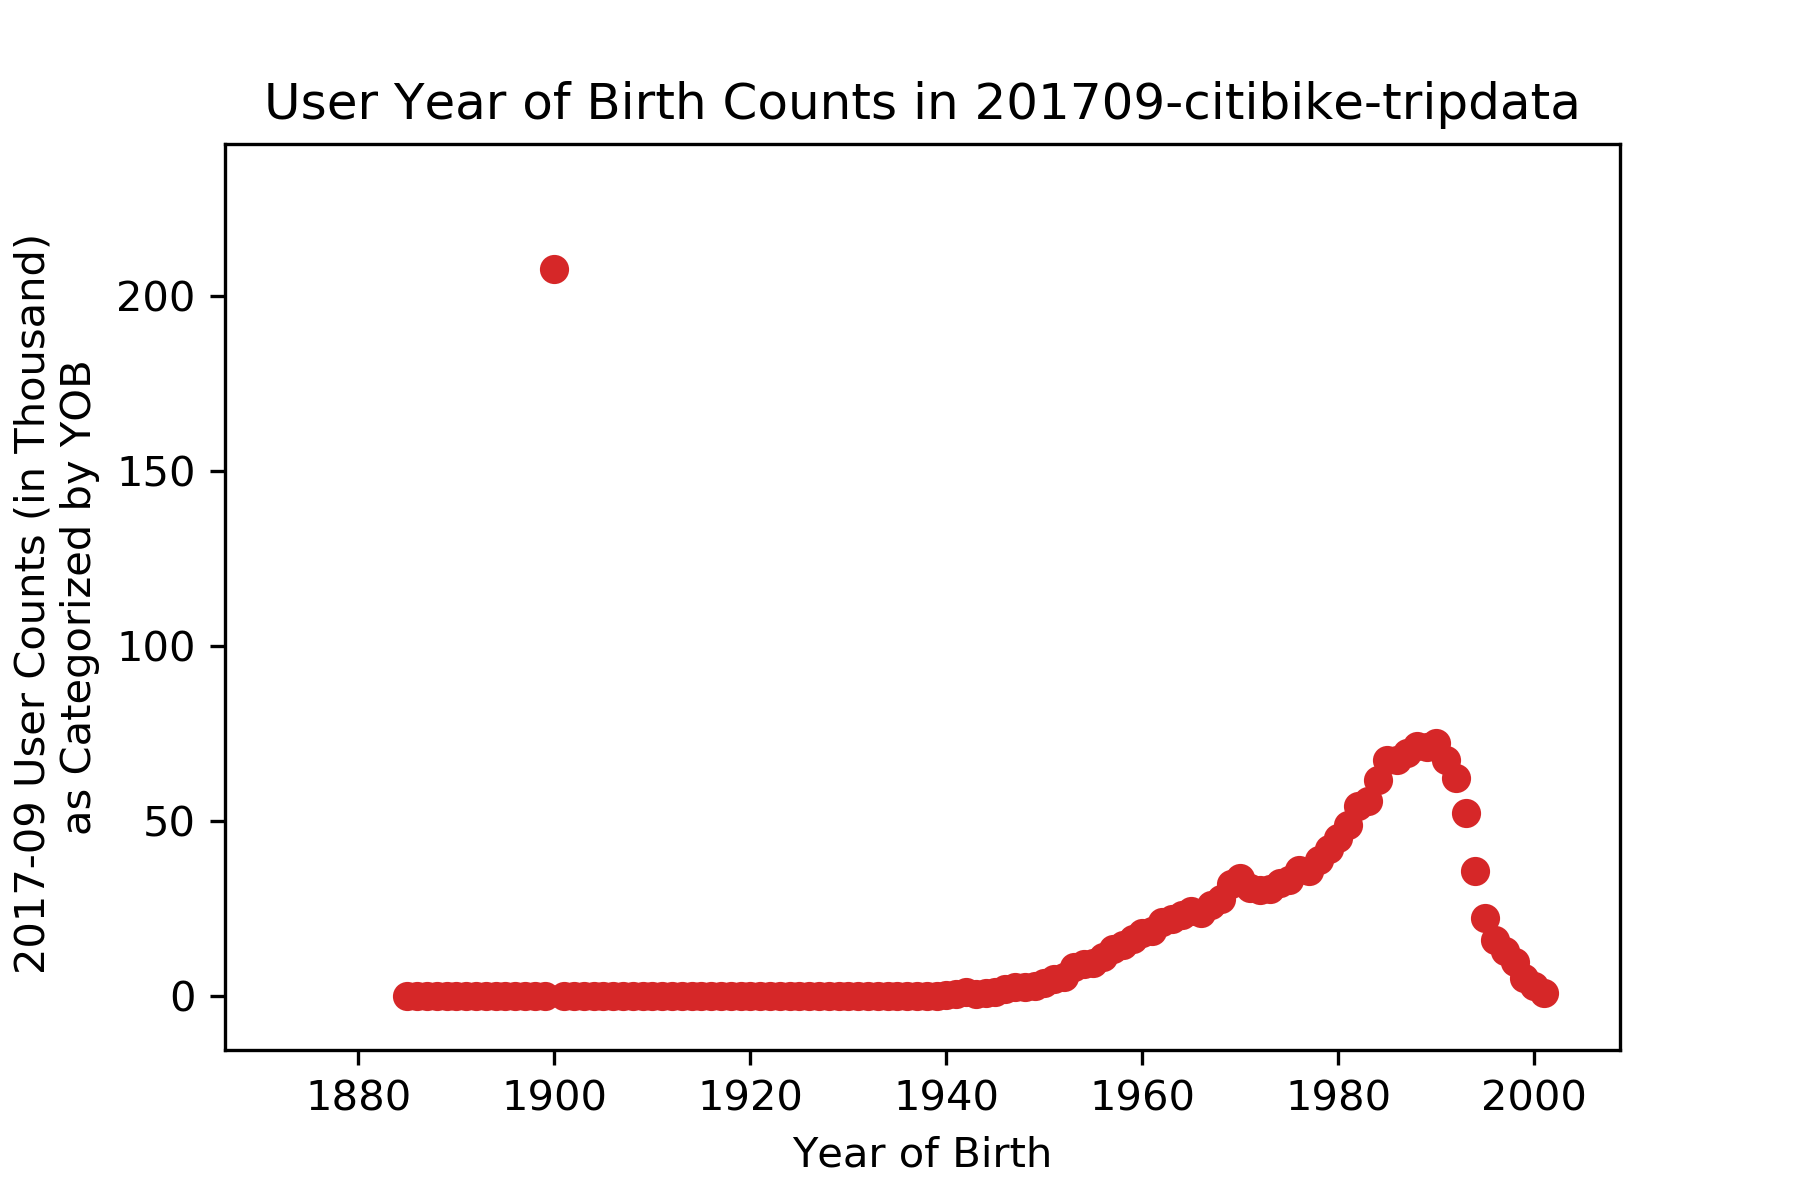 User Year of Birth Counts in 201709-citibike-tripdata
2017-09 User Counts (in Thousand)
as Categorized by YOB
200
150
100
50
0
1880 1900 1920 1940 1960 1980 2000
Year of Birth